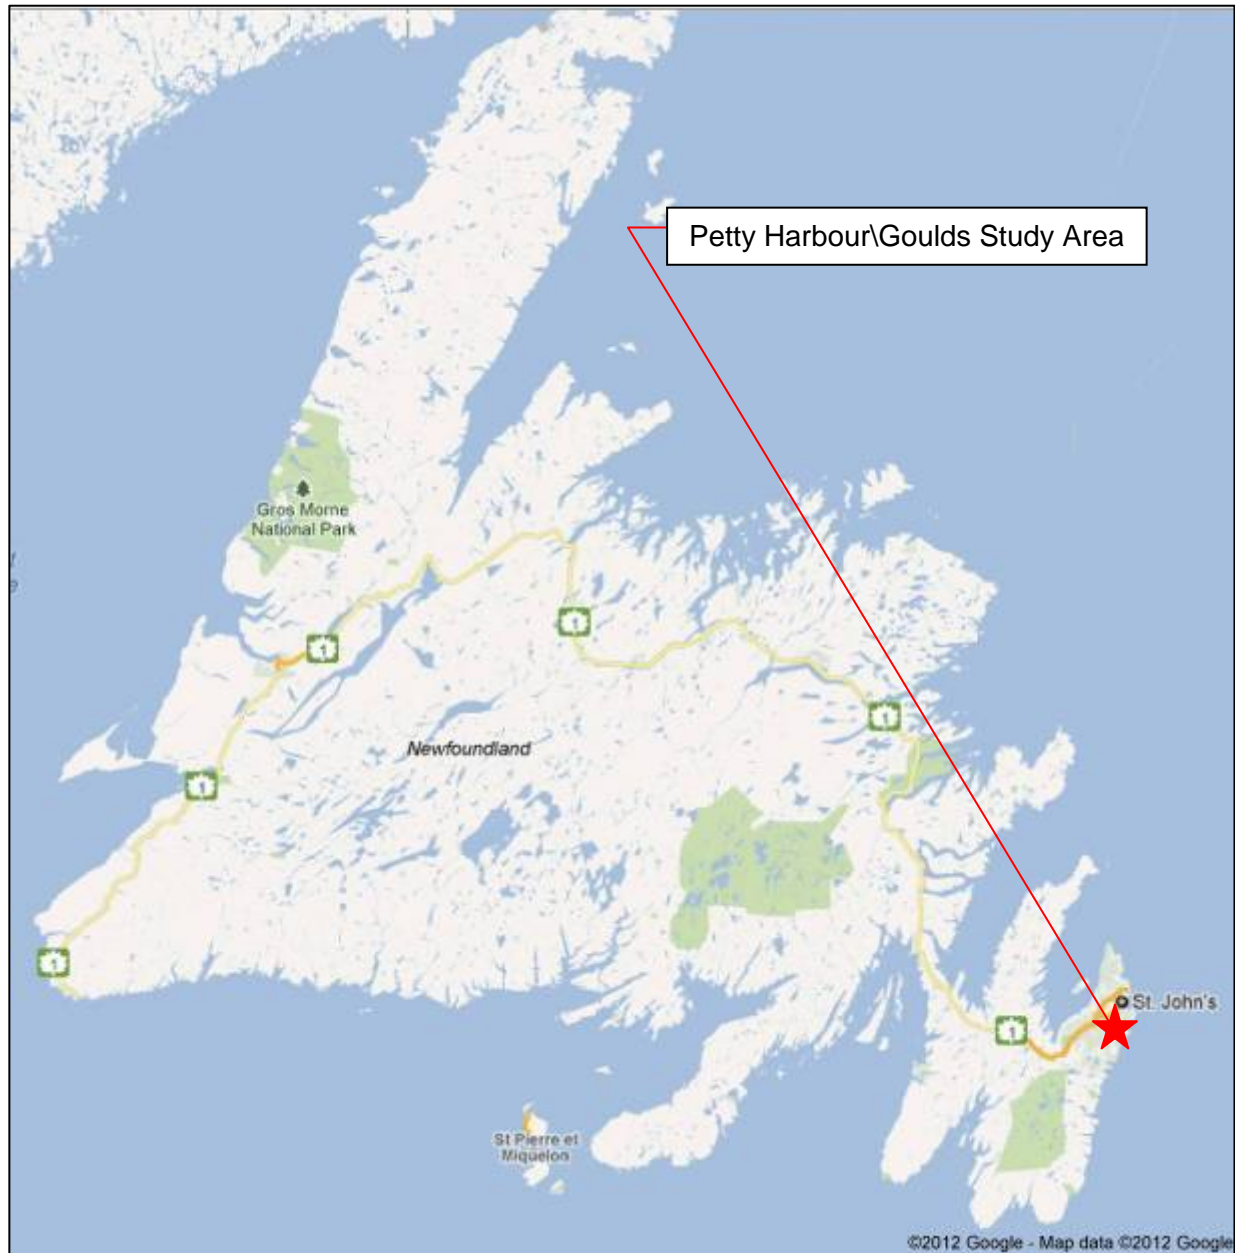 Petty Harbour\Goulds Study Area
Gros Morne
National Park
1
1
1
Newfoundland
1
1
St. John's
1
St Pierre et
Miquelon
©2012 Google - Map data ©2012 Google